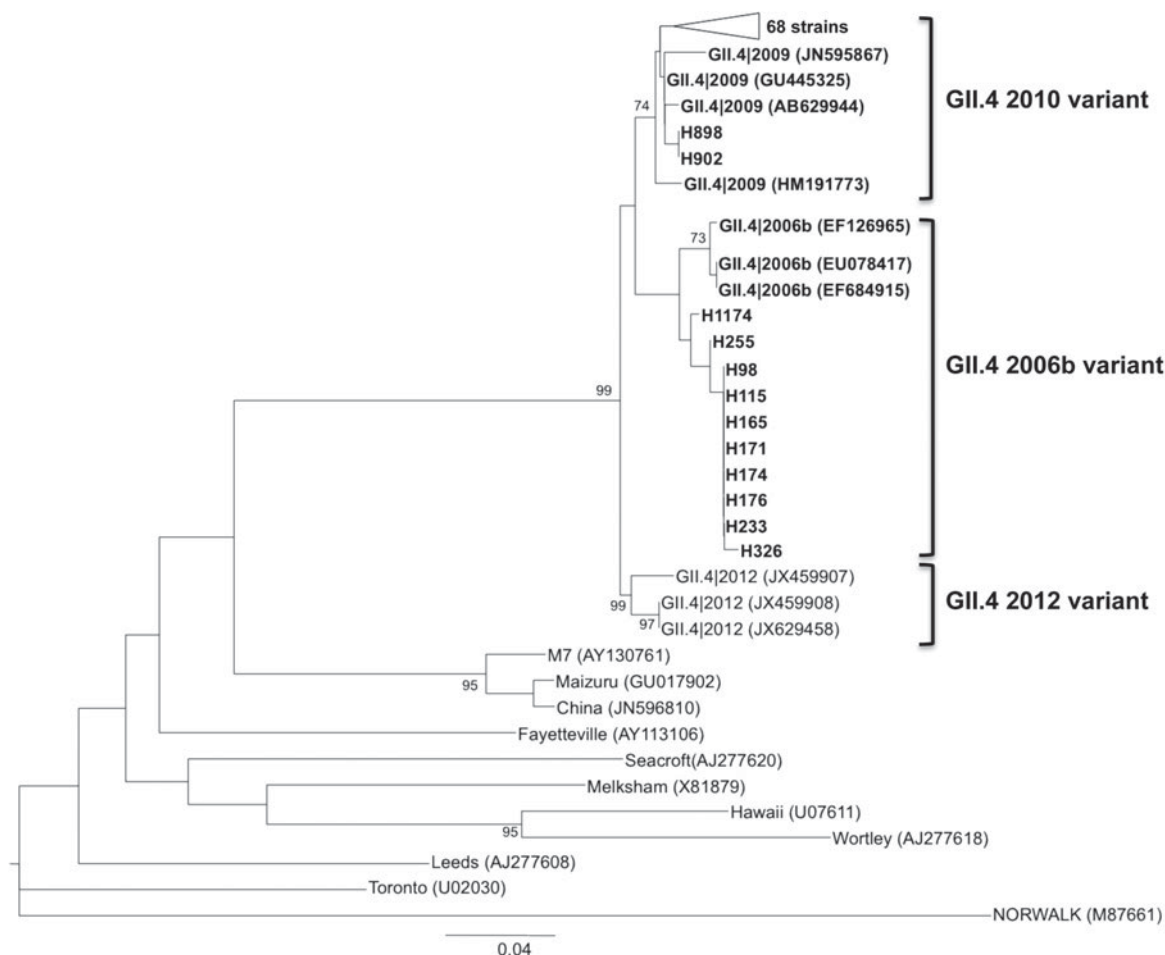 68 strains
GII.4|2009 (JN595867)
GII.4|2009 (GU445325)
74
GII.4|2009 (AB629944)
GII.4 2010 variant
H898
H902
GII.4|2009 (HM191773)
GII.4|2006b (EF126965)
73
GII.4|2006b (EU078417)
GII.4|2006b (EF684915)
H1174
H255
H98
GII.4 2006b variant
99
H115
H165
H171
H174
H176
H233
H326
GII.4|2012 (JX459907)
99
GII.4|2012 (JX459908)
GII.4 2012 variant
97
GII.4|2012 (JX629458)
M7 (AY130761)
95
Maizuru (GU017902)
China (JN596810)
Fayetteville (AY113106)
Seacroft(AJ277620)
Melksham (X81879)
Hawaii (U07611)
95
Wortley (AJ277618)
Leeds (AJ277608)
Toronto (U02030)
NORWALK (M87661)
0.04